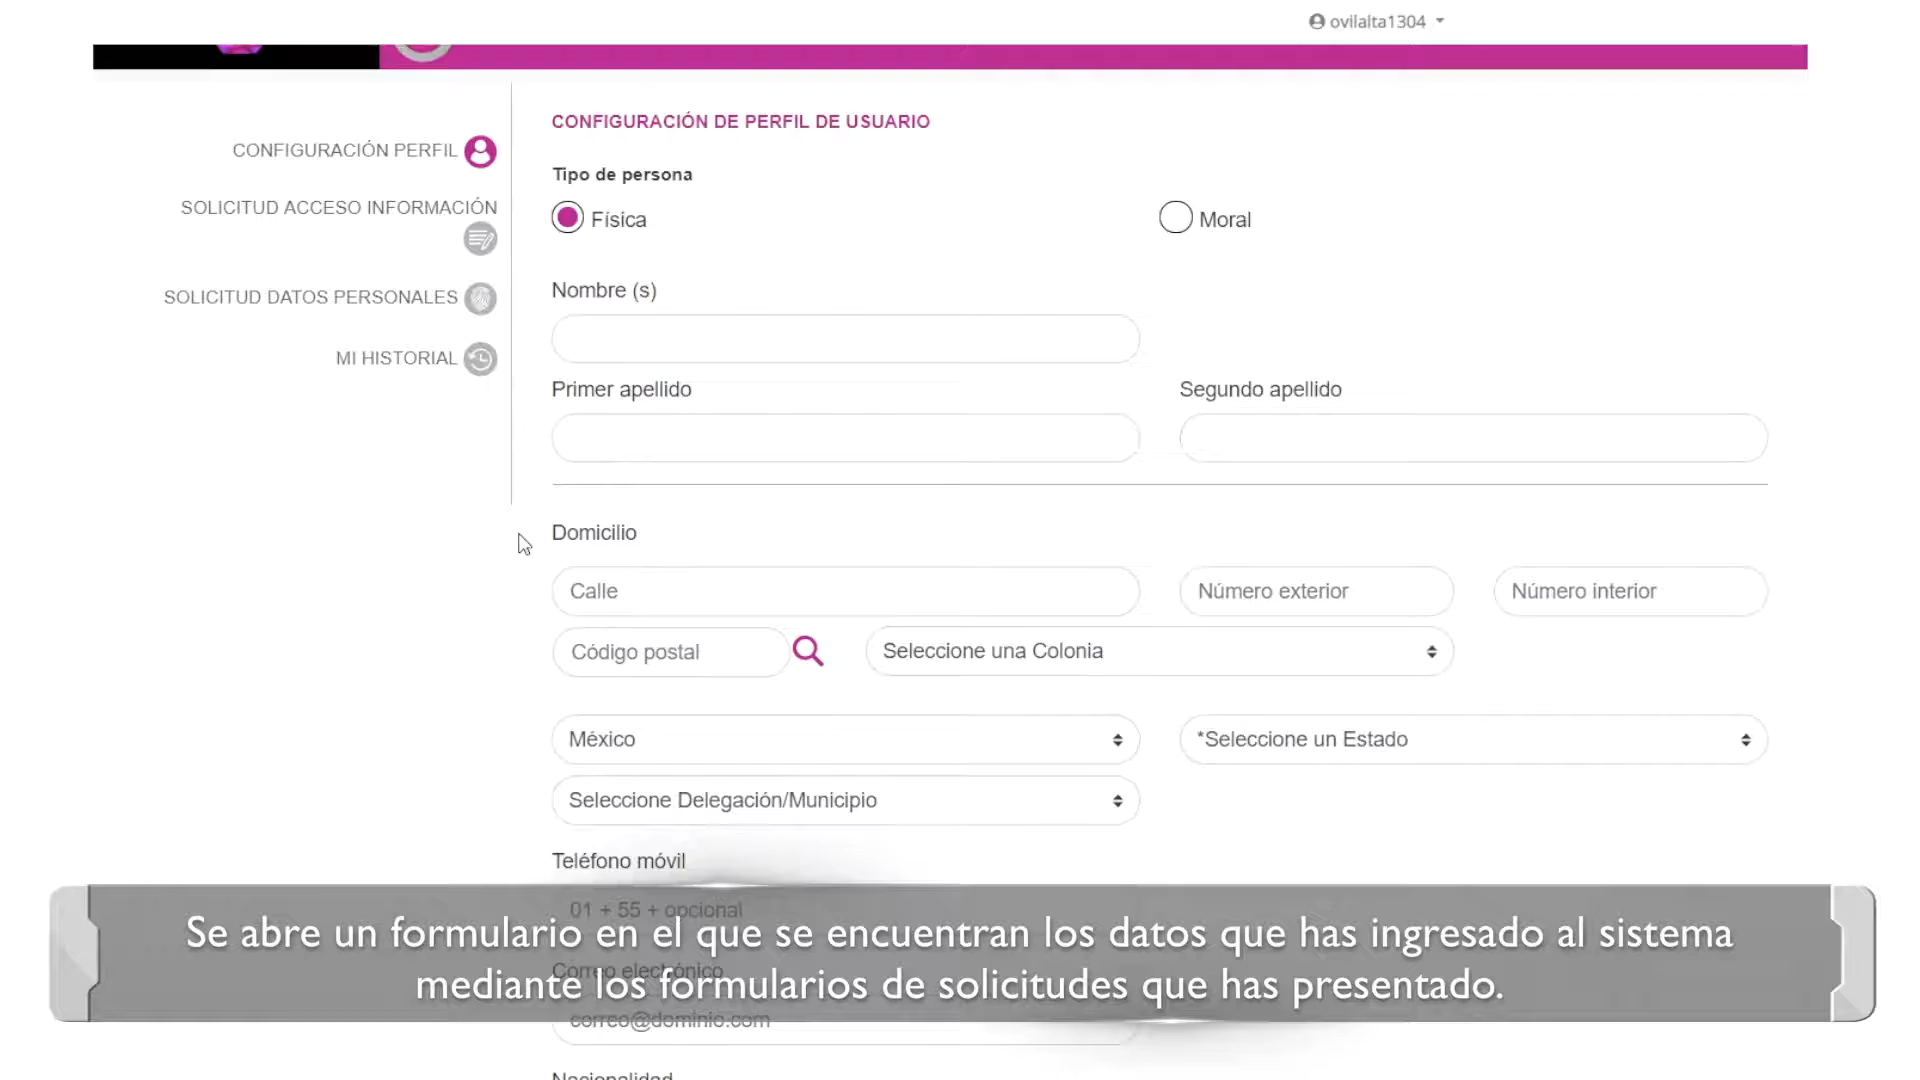 ovilalta1304
CONFIGURACIÓN PERFIL
SOLICITUD ACCESO INFORMACIÓN
SOLICITUD DATOS PERSONALES
MI HISTORIAL
CONFIGURACIÓN DE PERFIL DE USUARIO
Tipo de persona
Física
Moral
Nombre (s)
Primer apellido
Segundo apellido
Domicilio
Calle
Número exterior
Número interior
Código postal
Seleccione una Colonia
México
*Seleccione un Estado
Seleccione Delegación/Municipio
Teléfono móvil
01 + 55 + opcional
Se abre un formulario en el que se encuentran los datos que has ingresado al sistema
Correo electrónico
mediante los formularios de solicitudes que has presentado.
correo@dominio.com
Nacionalidad